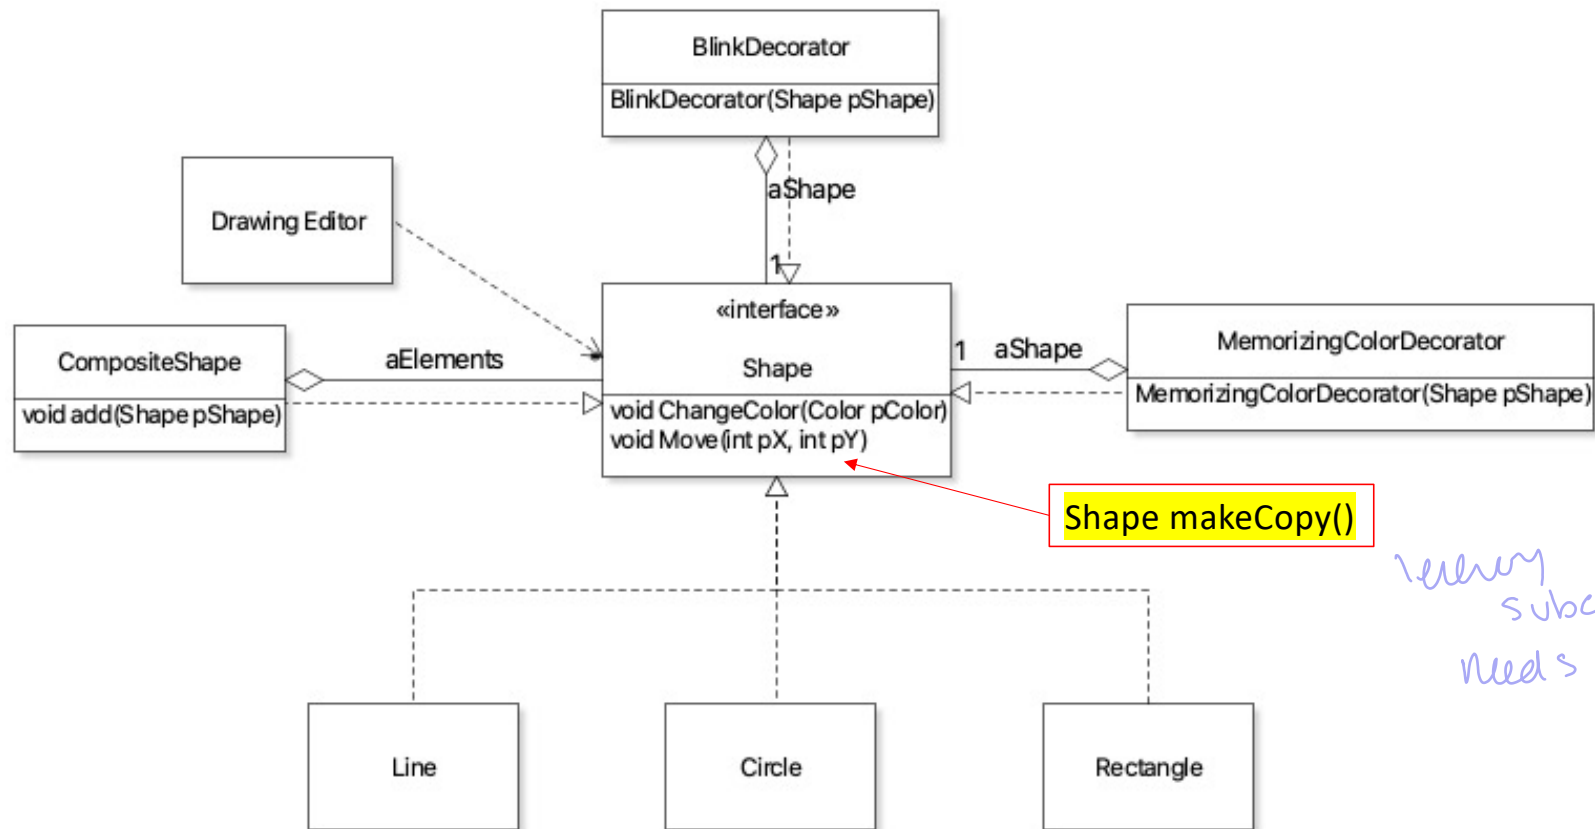 BlinkDecorator
BlinkDecorator(Shape pShape)
aShape
1
Drawing Editor
«interface»
Shape
void ChangeColor(Color pColor)
void Move(int pX, int pY)
CompositeShape
void add(Shape pShape)
aElements
1 aShape
MemorizingColorDecorator
MemorizingColorDecorator(Shape pShape)
Shape makeCopy()
subc
needs
Line
Circle
Rectangle